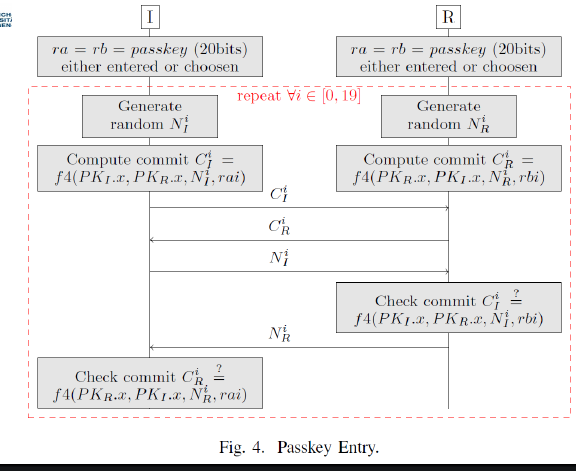 ICH
SITÄ
EN
I
R
ra = rb = passkey (20bits)
either entered or choosen
ra = rb = passkey (20bits)
either entered or choosen
repeat ∀i ∈ [0, 19]
Generate
random N_I^i
Generate
random N_R^i
Compute commit C_I^i =
f4(PK_I.x, PK_R.x, N_I^i, rai)
Compute commit C_R^i =
f4(PK_R.x, PK_I.x, N_R^i, rbi)
C_I^i
C_R^i
N_I^i
Check commit C_I^i ?=
f4(PK_I.x, PK_R.x, N_I^i, rbi)
N_R^i
Check commit C_R^i ?=
f4(PK_R.x, PK_I.x, N_R^i, rai)
Fig. 4. Passkey Entry.